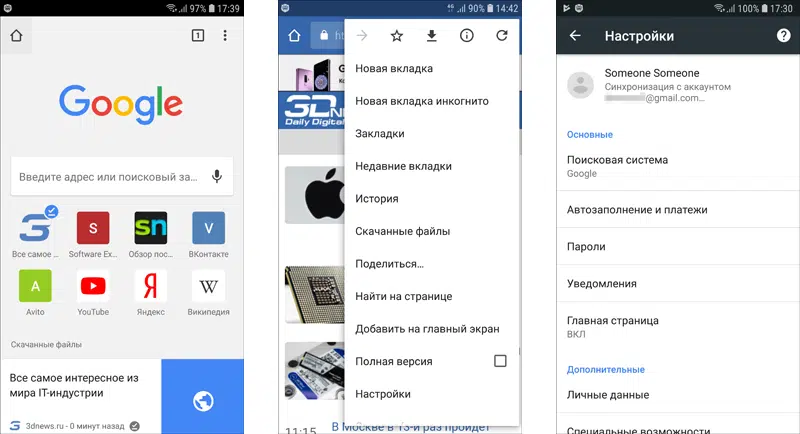 97% 17:39
1
Google
Введите адрес или поисковый за...
S
sn
V
Все самое ...
Software Ex...
Обзор пос...
ВКонтакте
A
Я
W
Avito
YouTube
Яндекс
Википедия
Скачанные файлы
Все самое интересное из
мира IT-индустрии
3dnews.ru - 0 минут назад
4G 90% 14:42
ht
G
3DN
Daily Digital
11:15
В Москве в 13-й раз пройдет
Новая вкладка
Новая вкладка инкогнито
Закладки
Недавние вкладки
История
Скачанные файлы
Поделиться...
Найти на странице
Добавить на главный экран
Полная версия
Настройки
100% 17:30
Настройки
Someone Someone
Синхронизация с аккаунтом
@gmail.com...
Основные
Поисковая система
Google
Автозаполнение и платежи
Пароли
Уведомления
Главная страница
ВКЛ
Дополнительные
Личные данные
Специальные возможности